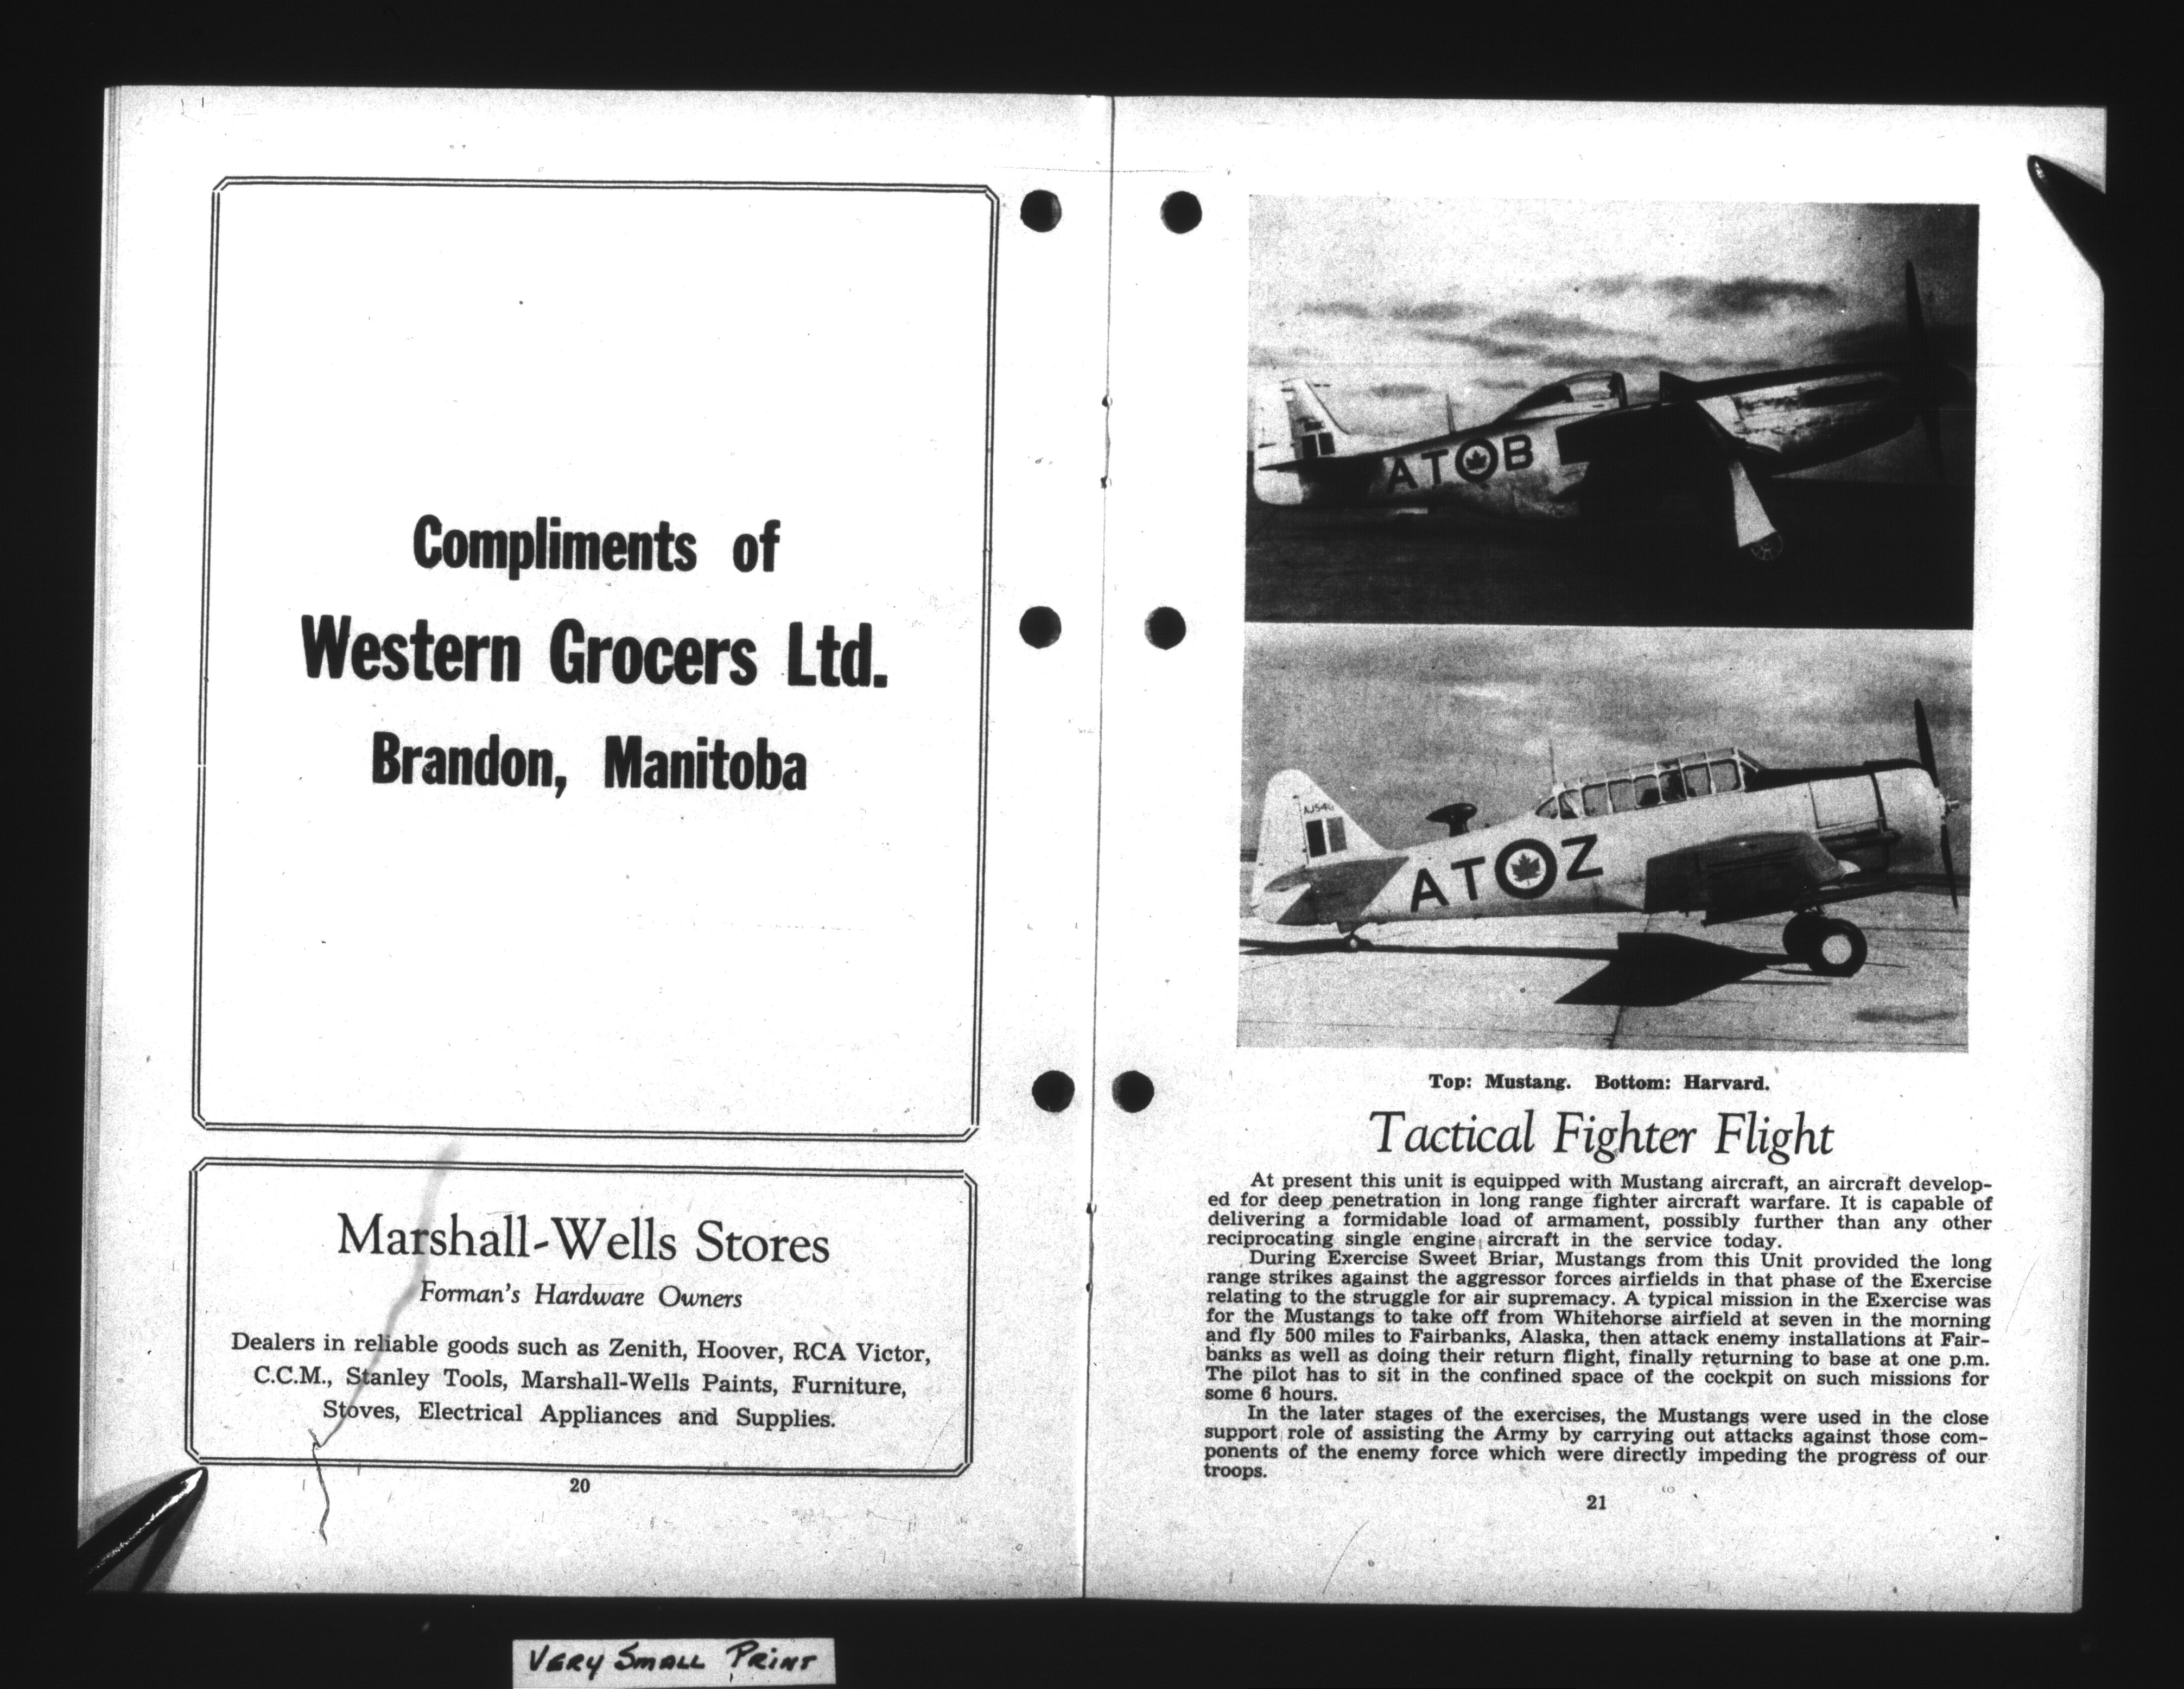 Compliments of
Western Grocers Ltd.
Brandon, Manitoba
Marshall-Wells Stores
Forman's Hardware Owners
Dealers in reliable goods such as Zenith, Hoover, RCA Victor,
C.C.M., Stanley Tools, Marshall-Wells Paints, Furniture,
Stoves, Electrical Appliances and Supplies.
20
AT B
AT Z
Top: Mustang. Bottom: Harvard.
Tactical Fighter Flight
At present this unit is equipped with Mustang aircraft, an aircraft develop-
ed for deep penetration in long range fighter aircraft warfare. It is capable of
delivering a formidable load of armament, possibly further than any other
reciprocating single engine aircraft in the service today.
During Exercise Sweet Briar, Mustangs from this Unit provided the long
range strikes against the aggressor forces airfields in that phase of the Exercise
relating to the struggle for air supremacy. A typical mission in the Exercise was
for the Mustangs to take off from Whitehorse airfield at seven in the morning
and fly 500 miles to Fairbanks, Alaska, then attack enemy installations at Fair-
banks as well as doing their return flight, finally returning to base at one p.m.
The pilot has to sit in the confined space of the cockpit on such missions for
some 6 hours.
In the later stages of the exercises, the Mustangs were used in the close
support role of assisting the Army by carrying out attacks against those com-
ponents of the enemy force which were directly impeding the progress of our
troops.
21
VERY SMALL PRINT